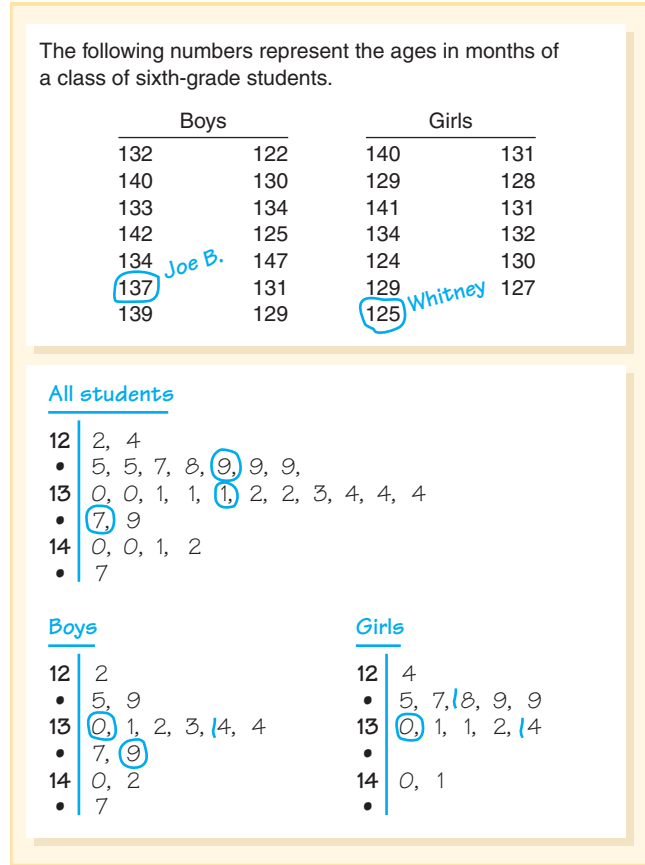 The following numbers represent the ages in months of
a class of sixth-grade students.
Boys Girls
132 122 140 131
140 130 129 128
133 134 141 131
142 125 134 132
134 Joe B. 147 124 130
137 131 129 Whitney 127
139 129 125
All students
12 | 2, 4
• | 5, 5, 7, 8, 9, 9, 9,
13 | 0, 0, 1, 1, 1, 2, 2, 3, 4, 4, 4
• | 7, 9
14 | 0, 0, 1, 2
• | 7
Boys
12 | 2
• | 5, 9
13 | 0, 1, 2, 3, 4, 4
• | 7, 9
14 | 0, 2
• | 7
Girls
12 | 4
• | 5, 7, 8, 9, 9
13 | 0, 1, 1, 2, 4
• |
14 | 0, 1
• |